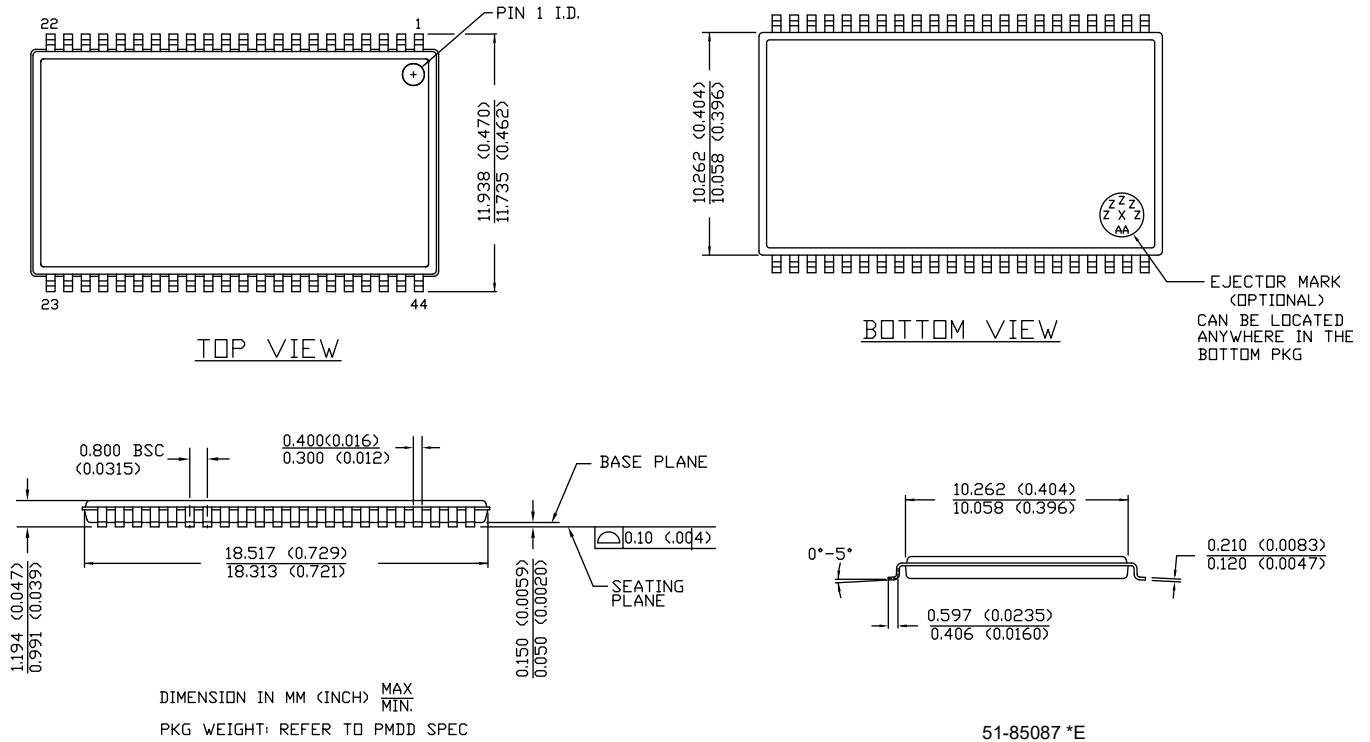 22
1
PIN 1 I.D.
11.938 (0.470)
11.735 (0.462)
23
44
TOP VIEW
10.262 (0.404)
10.058 (0.396)
Z Z Z
Z X Z
AA
EJECTOR MARK
(OPTIONAL)
CAN BE LOCATED
ANYWHERE IN THE
BOTTOM PKG
BOTTOM VIEW
0.800 BSC
(0.0315)
0.400(0.016)
0.300 (0.012)
BASE PLANE
0.10 (.004)
SEATING
PLANE
18.517 (0.729)
18.313 (0.721)
1.194 (0.047)
0.991 (0.039)
0.150 (0.0059)
0.050 (0.0020)
10.262 (0.404)
10.058 (0.396)
0°-5°
0.210 (0.0083)
0.120 (0.0047)
0.597 (0.0235)
0.406 (0.0160)
DIMENSION IN MM (INCH) MAX
MIN.
PKG WEIGHT: REFER TO PMDD SPEC
51-85087 *E